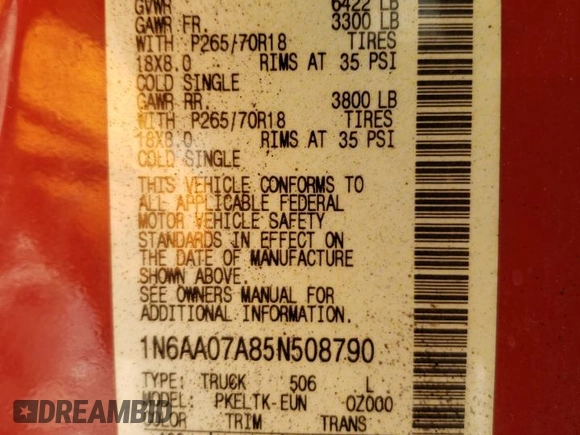 GVWR 6422 LB
GAWR FR. 3300 LB
WITH P265/70R18 TIRES
18X8.0 RIMS AT 35 PSI
COLD SINGLE
GAWR RR. 3800 LB
WITH P265/70R18 TIRES
18X8.0 RIMS AT 35 PSI
COLD SINGLE
THIS VEHICLE CONFORMS TO
ALL APPLICABLE FEDERAL
MOTOR VEHICLE SAFETY
STANDARDS IN EFFECT ON
THE DATE OF MANUFACTURE
SHOWN ABOVE.
SEE OWNERS MANUAL FOR
ADDITIONAL INFORMATION.
1N6AA07A85N508790
TYPE: TRUCK 506 L
MODEL: PKELTK-EUN OZ000
COLOR TRIM TRANS
DREAMBID